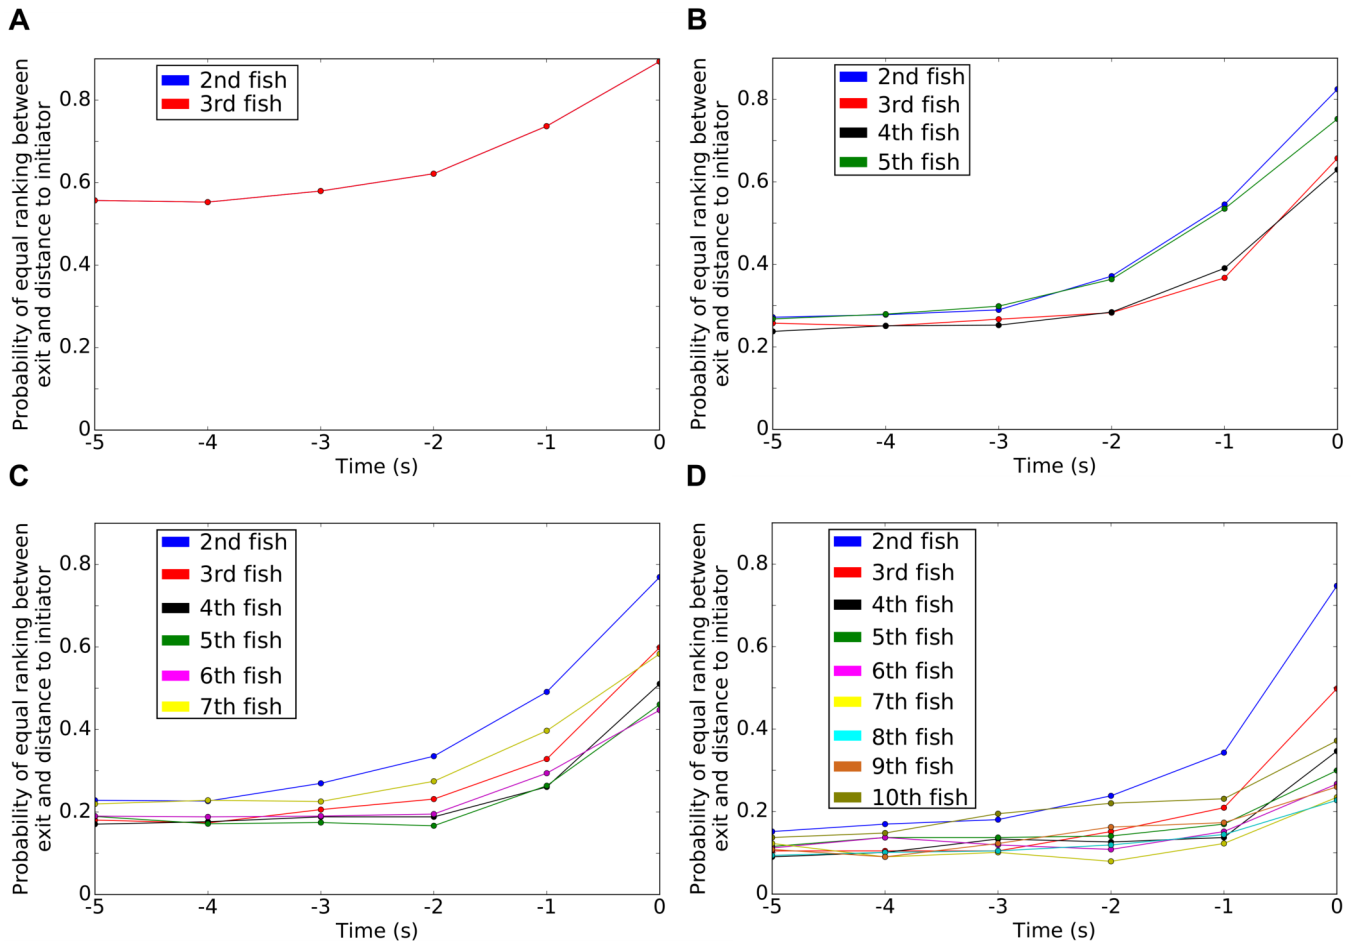 A
Probability of equal ranking between
exit and distance to initiator
0.8
0.6
0.4
0.2
0
-5 -4 -3 -2 -1 0
Time (s)
2nd fish
3rd fish
B
Probability of equal ranking between
exit and distance to initiator
0.8
0.6
0.4
0.2
0
-5 -4 -3 -2 -1 0
Time (s)
2nd fish
3rd fish
4th fish
5th fish
C
Probability of equal ranking between
exit and distance to initiator
0.8
0.6
0.4
0.2
0
-5 -4 -3 -2 -1 0
Time (s)
2nd fish
3rd fish
4th fish
5th fish
6th fish
7th fish
D
Probability of equal ranking between
exit and distance to initiator
0.8
0.6
0.4
0.2
0
-5 -4 -3 -2 -1 0
Time (s)
2nd fish
3rd fish
4th fish
5th fish
6th fish
7th fish
8th fish
9th fish
10th fish